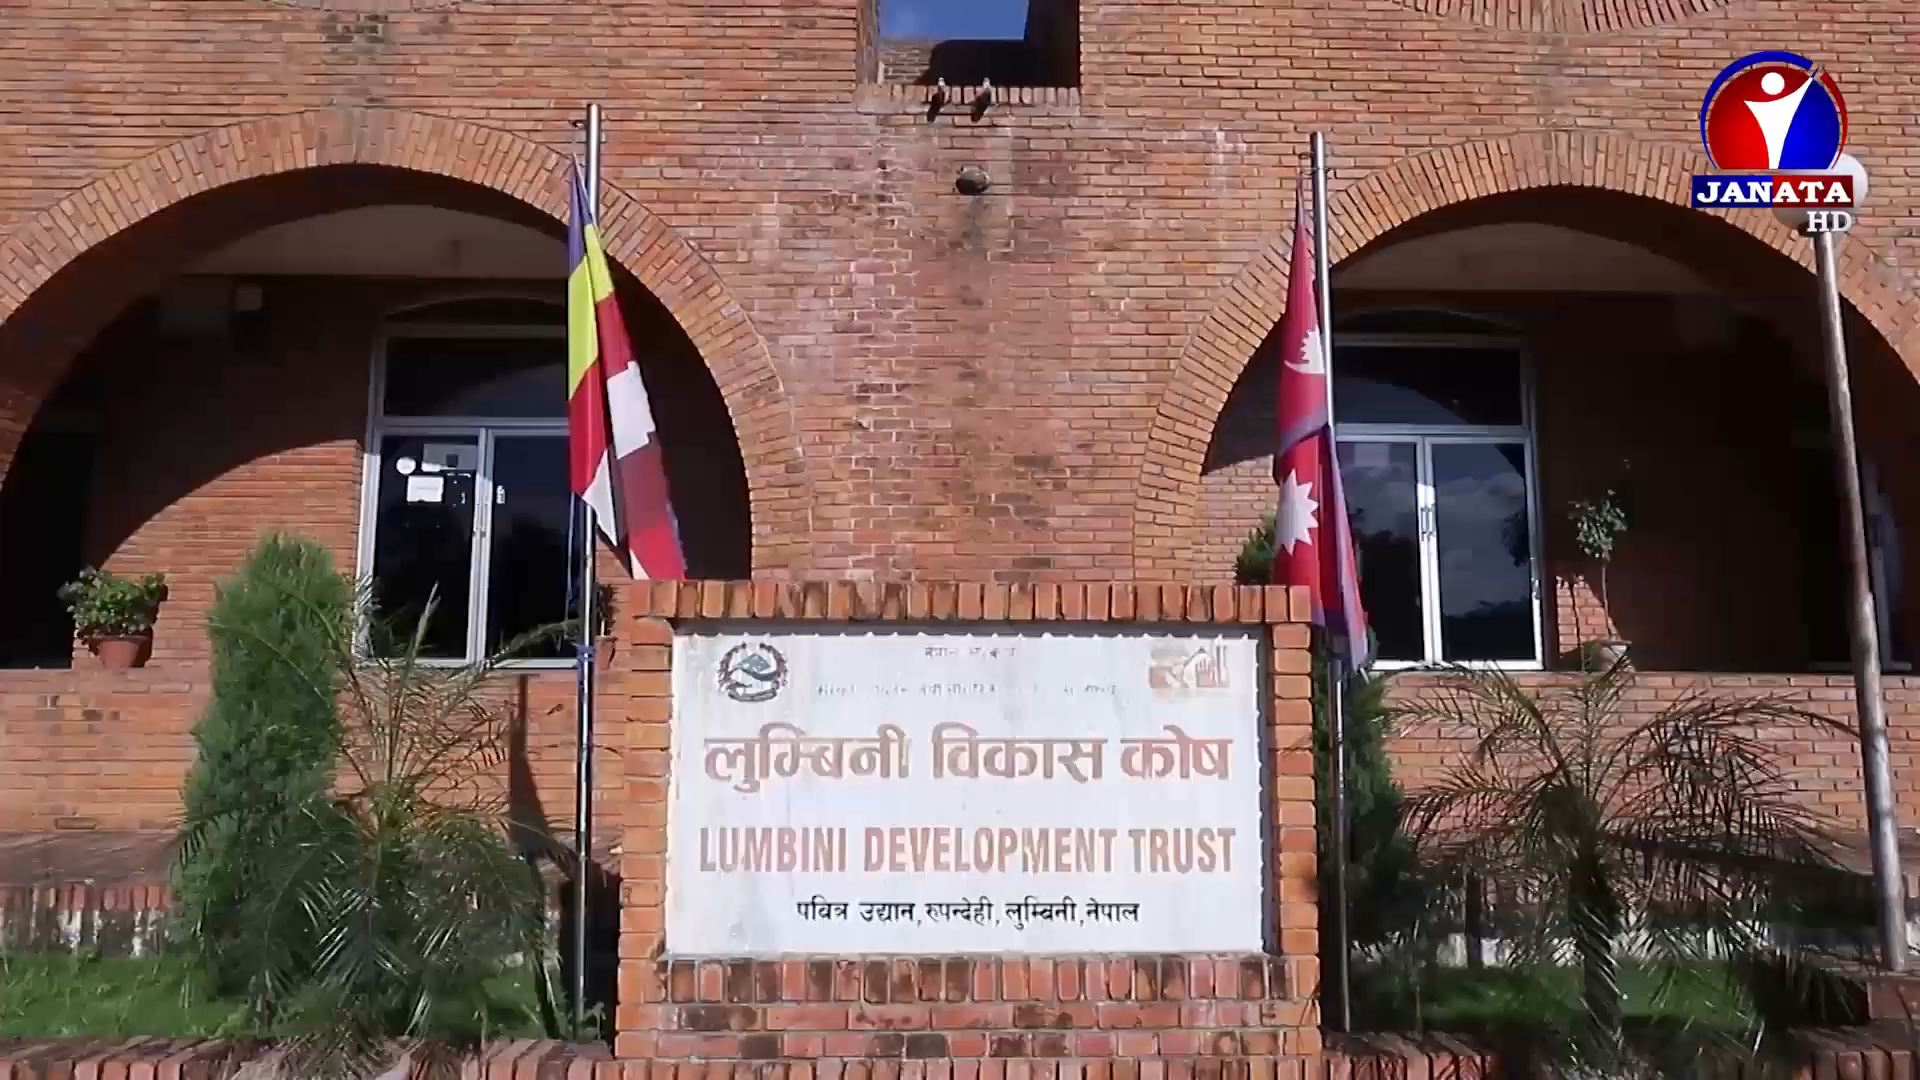 JANATA
HD
लुम्बिनी विकास कोष
LUMBINI DEVELOPMENT TRUST
पवित्र उद्यान, रुपन्देही, लुम्बिनी, नेपाल